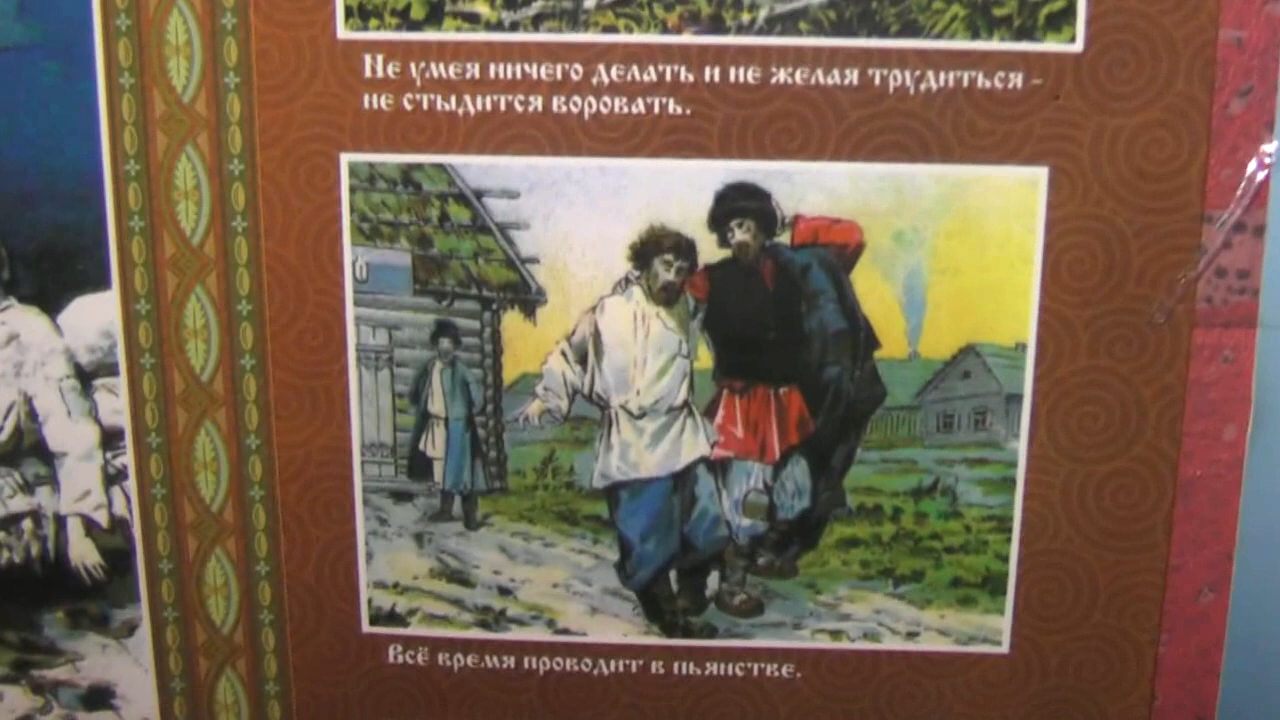 Не умея ничего делать и не желая трудиться -
не стыдится воровать.
Всё время проводит в пьянстве.